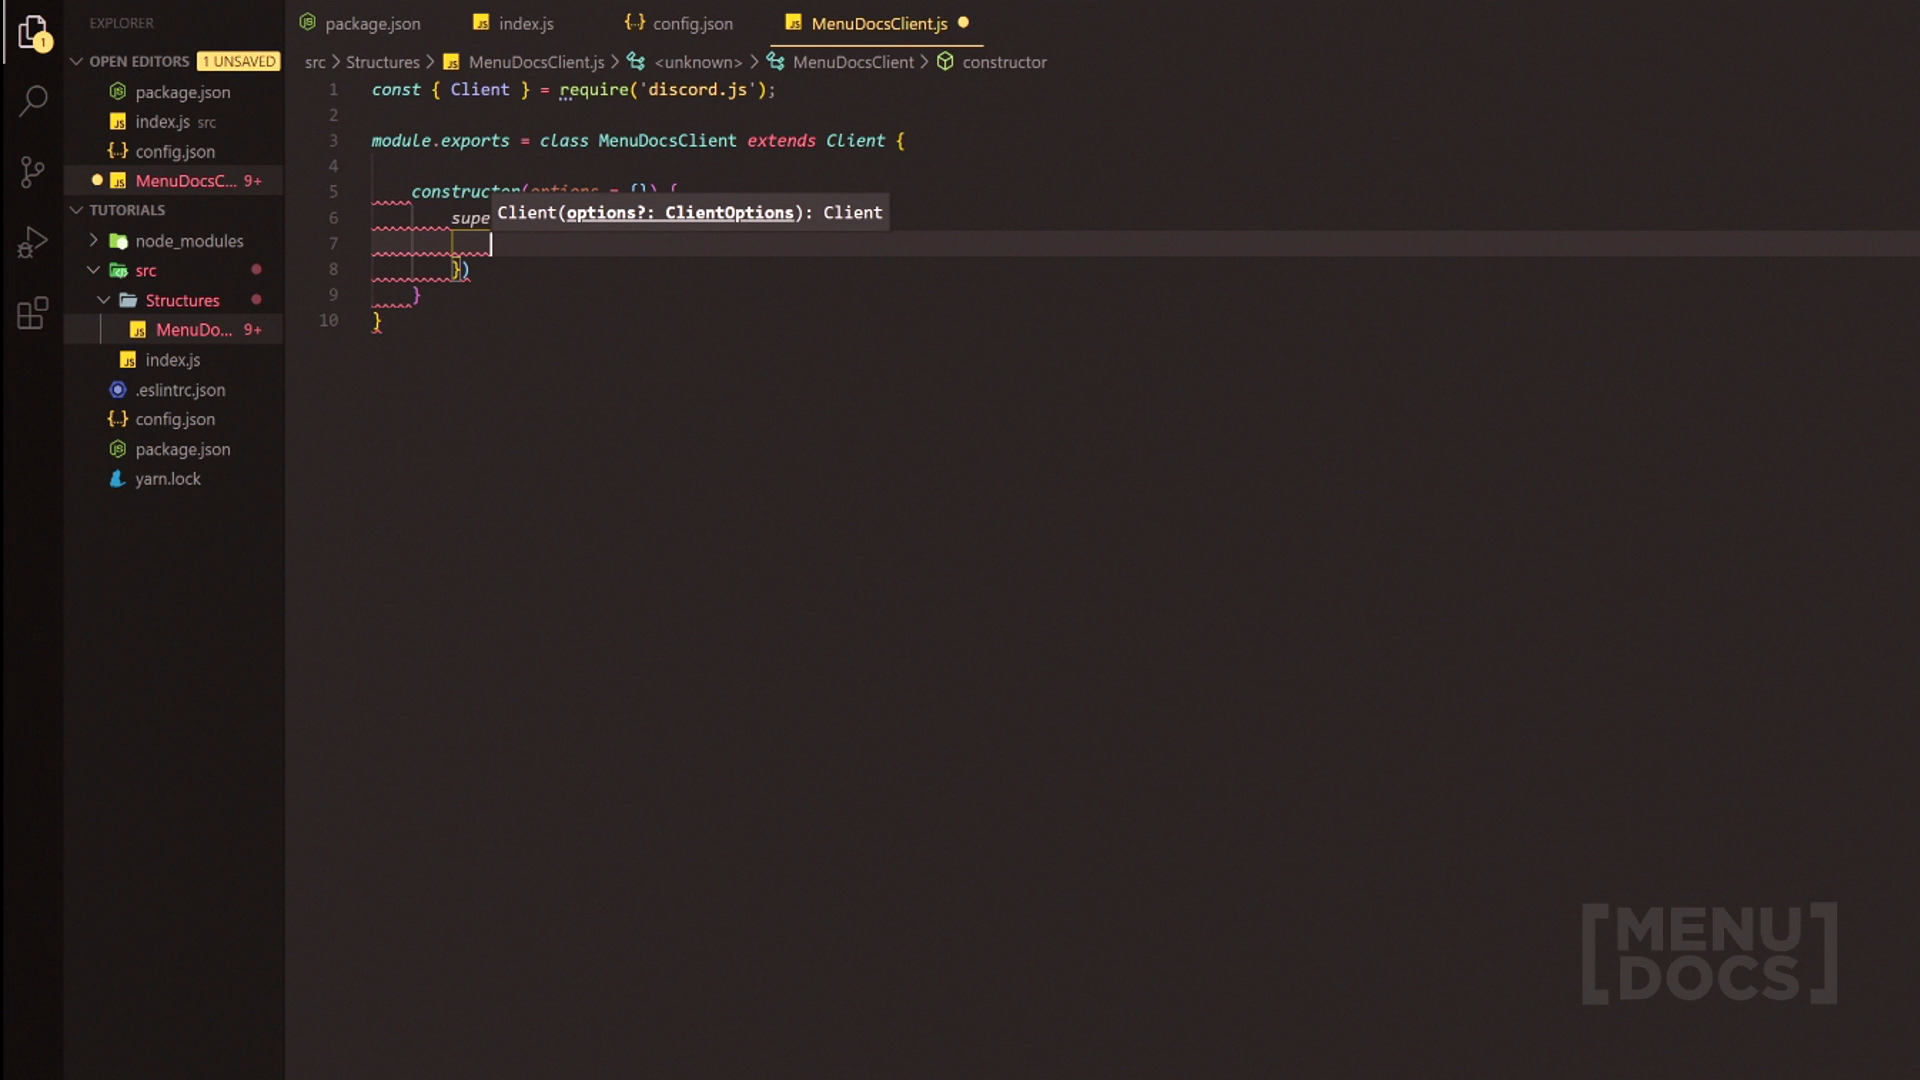 EXPLORER
OPEN EDITORS 1 UNSAVED
package.json
index.js src
config.json
MenuDocsC... 9+
TUTORIALS
node_modules
src
Structures
MenuDo... 9+
index.js
.eslintrc.json
config.json
package.json
yarn.lock
1
package.json index.js config.json MenuDocsClient.js
src > Structures > MenuDocsClient.js > <unknown> > MenuDocsClient > constructor
1 const { Client } = require('discord.js');
2
3 module.exports = class MenuDocsClient extends Client {
4
5 constructor(options = {}) {
6 supe
Client(options?: ClientOptions): Client
7
8 })
9 }
10 }
[MENU
DOCS]